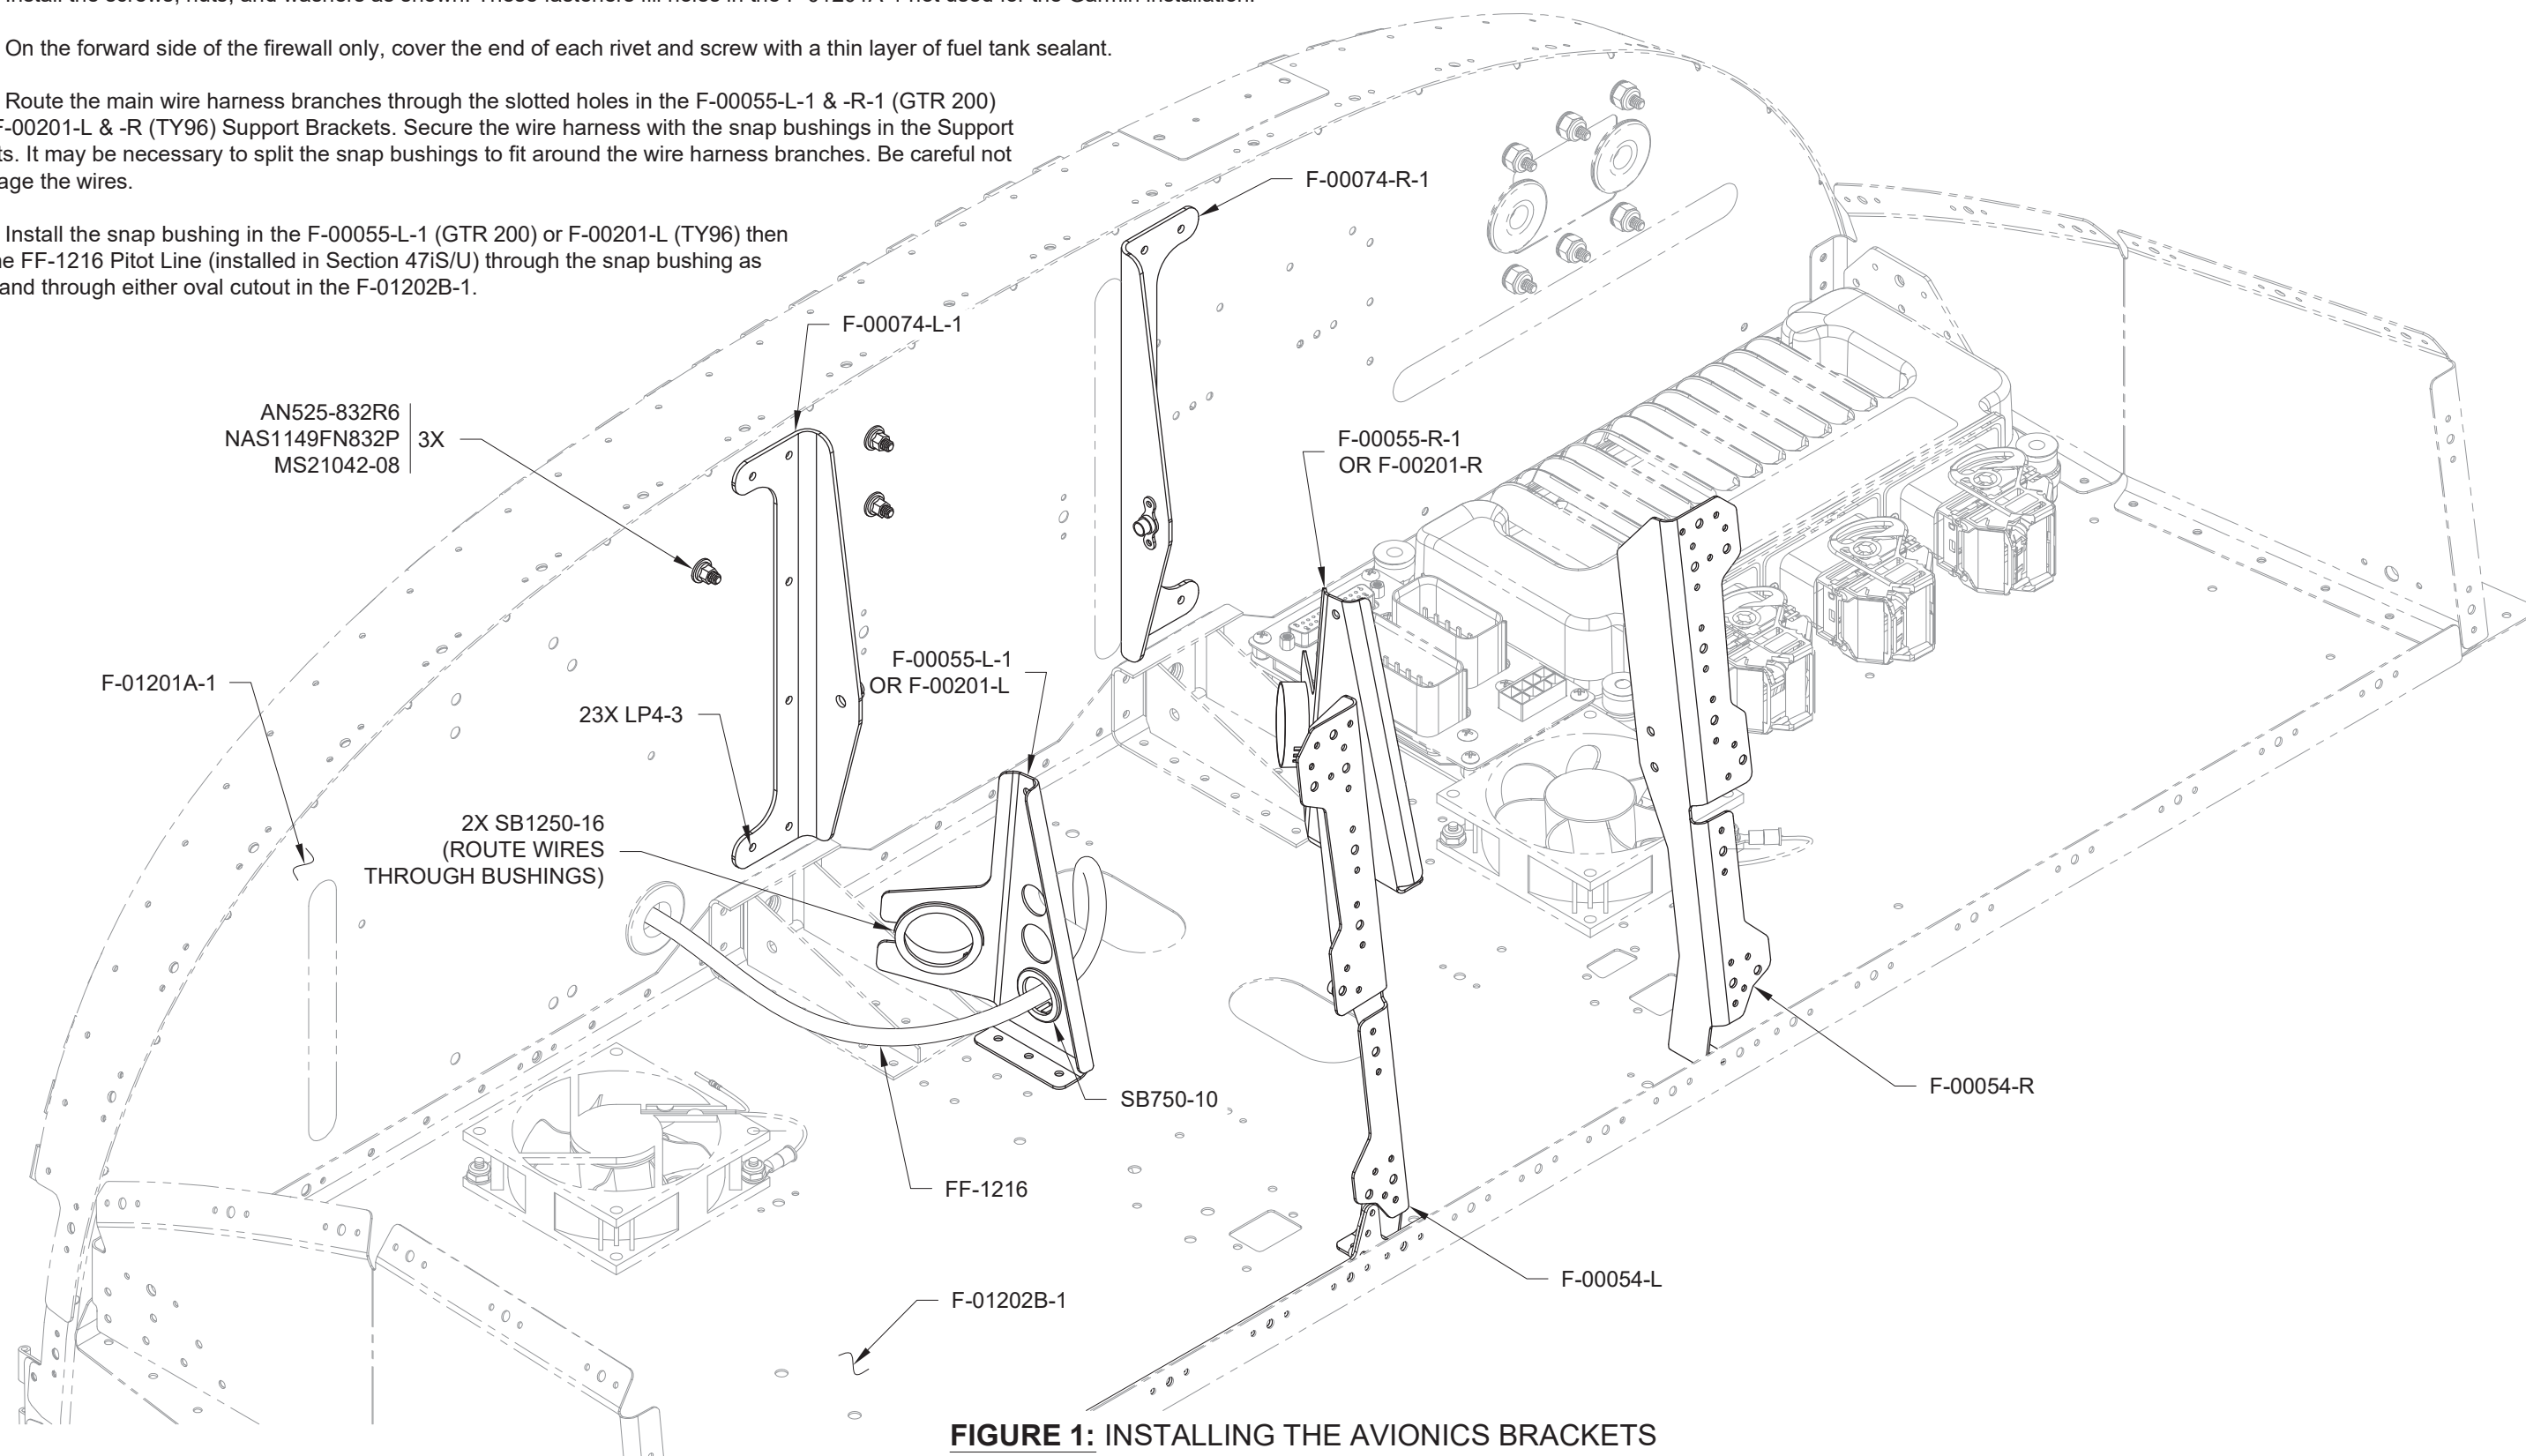 On the forward side of the firewall only, cover the end of each rivet and screw with a thin layer of fuel tank sealant.
Route the main wire harness branches through the slotted holes in the F-00055-L-1 & -R-1 (GTR 200)
F-00201-L & -R (TY96) Support Brackets. Secure the wire harness with the snap bushings in the Support
ts. It may be necessary to split the snap bushings to fit around the wire harness branches. Be careful not
age the wires.
Install the snap bushing in the F-00055-L-1 (GTR 200) or F-00201-L (TY96) then
e FF-1216 Pitot Line (installed in Section 47iS/U) through the snap bushing as
and through either oval cutout in the F-01202B-1.
F-00074-R-1
F-00074-L-1
AN525-832R6
NAS1149FN832P
MS21042-08
3X
F-00055-R-1
OR F-00201-R
F-01201A-1
F-00055-L-1
OR F-00201-L
23X LP4-3
2X SB1250-16
(ROUTE WIRES
THROUGH BUSHINGS)
SB750-10
F-00054-R
FF-1216
F-00054-L
F-01202B-1
FIGURE 1: INSTALLING THE AVIONICS BRACKETS